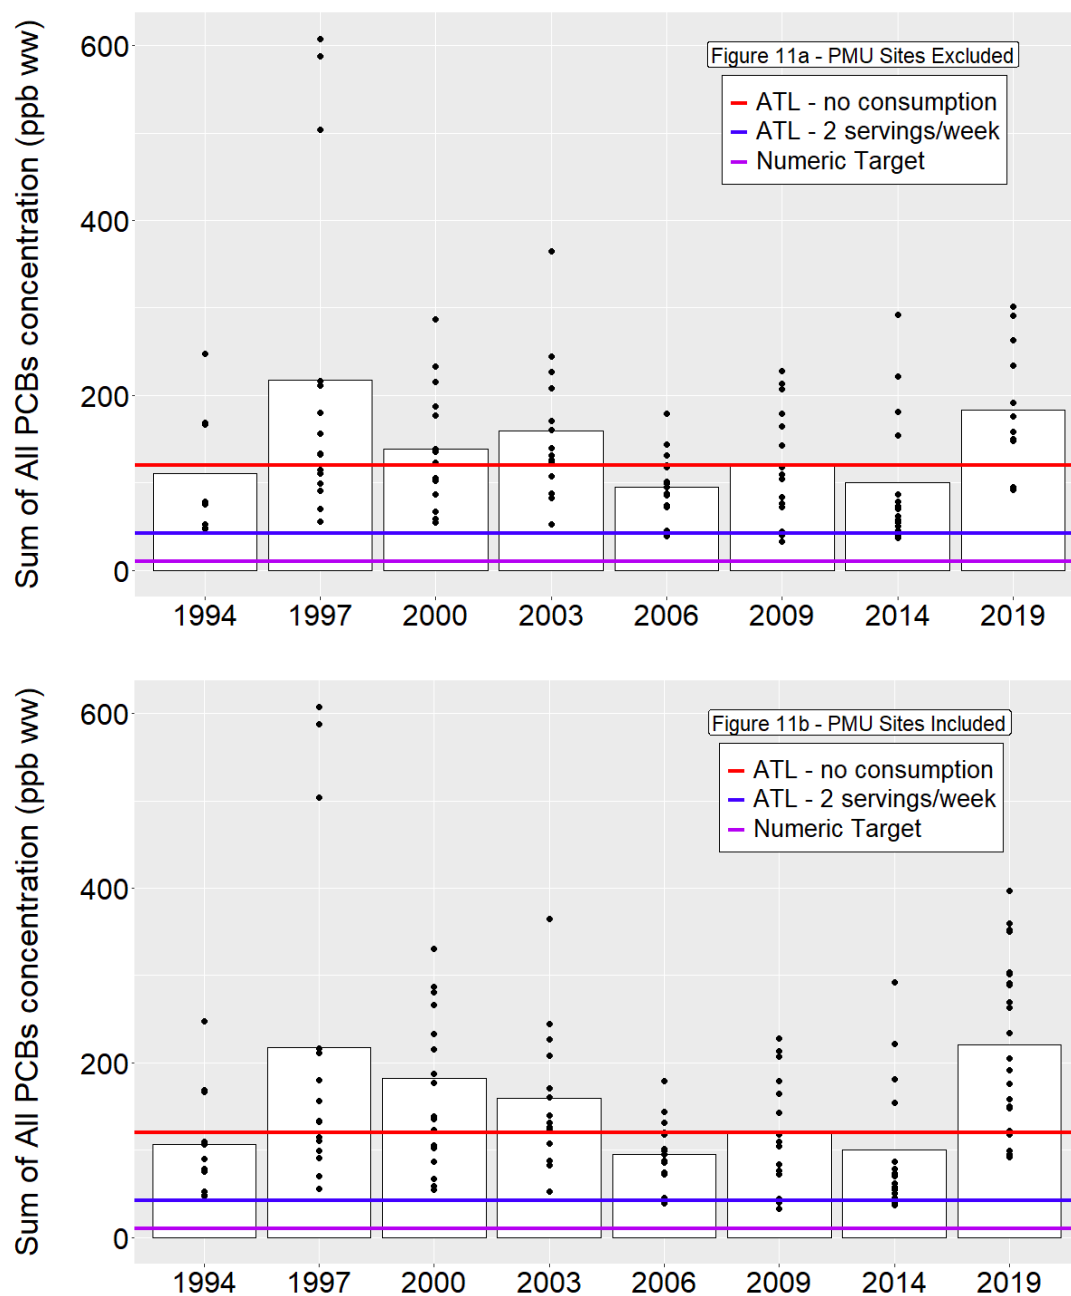 Sum of All PCBs concentration (ppb ww)
600
400
200
0
Figure 11a - PMU Sites Excluded
ATL - no consumption
ATL - 2 servings/week
Numeric Target
1994 1997 2000 2003 2006 2009 2014 2019
Sum of All PCBs concentration (ppb ww)
600
400
200
0
Figure 11b - PMU Sites Included
ATL - no consumption
ATL - 2 servings/week
Numeric Target
1994 1997 2000 2003 2006 2009 2014 2019